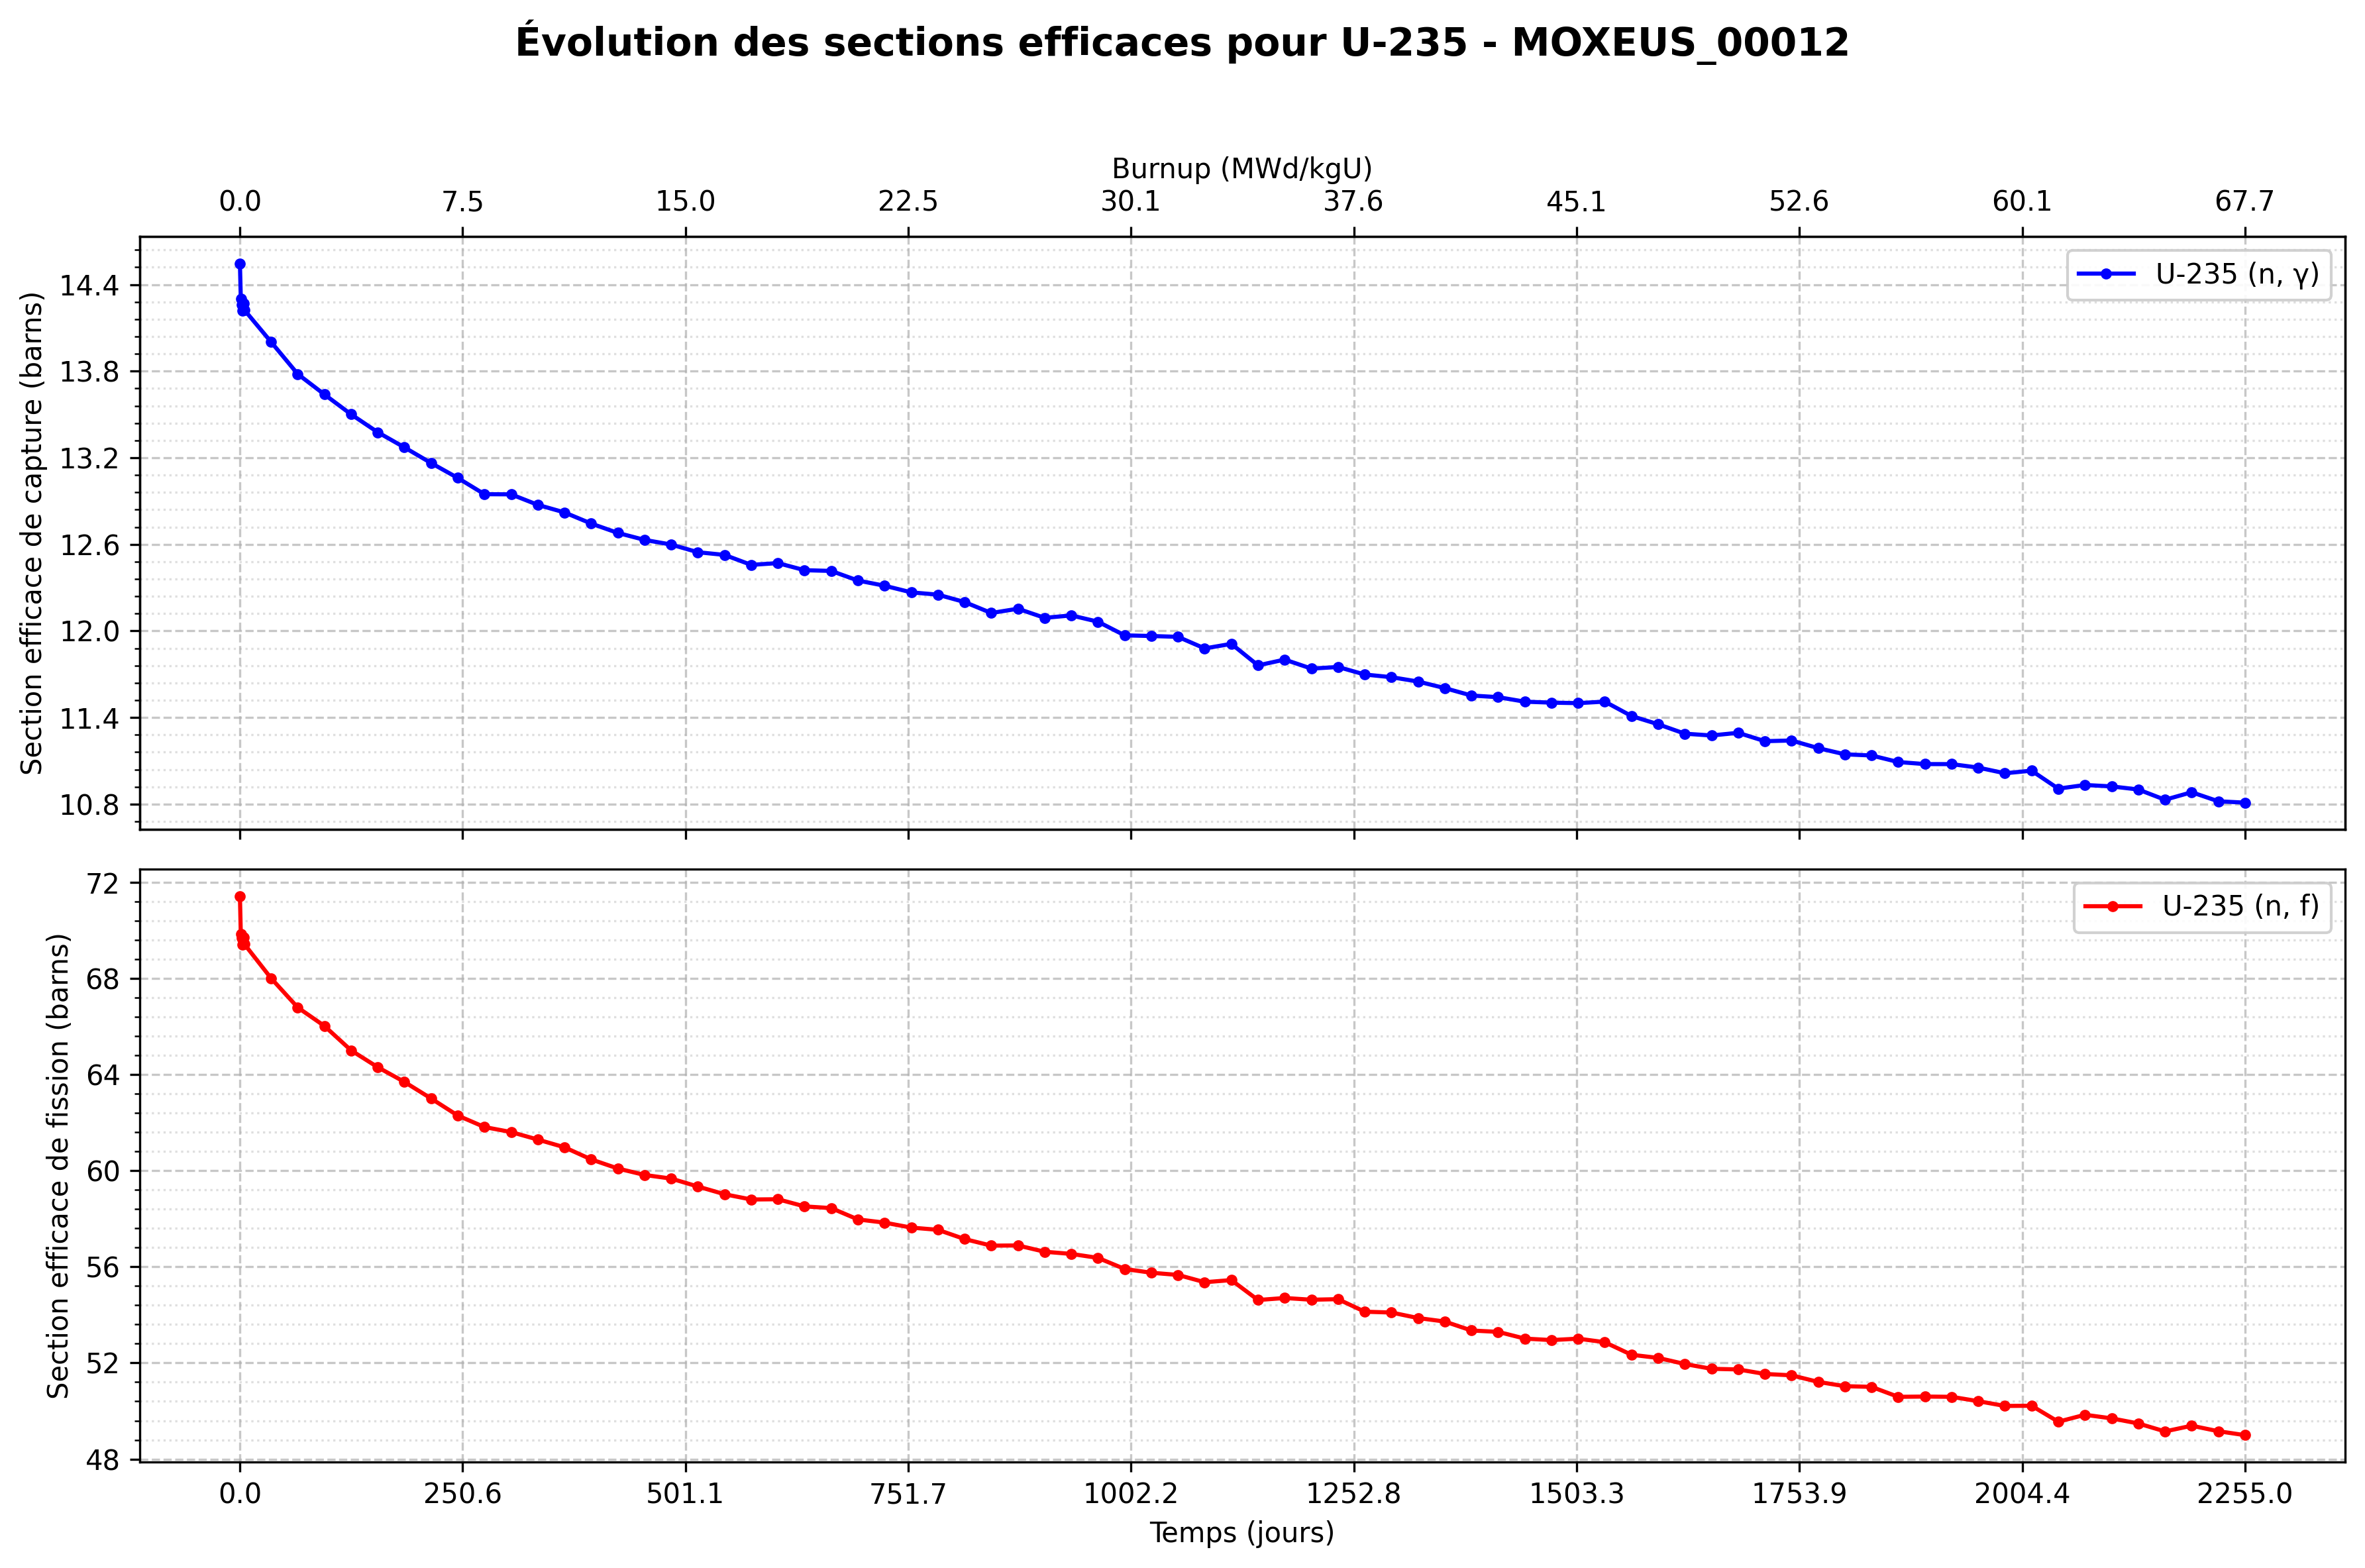 Évolution des sections efficaces pour U-235 - MOXEUS_00012
Burnup (MWd/kgU)
0.0 7.5 15.0 22.5 30.1 37.6 45.1 52.6 60.1 67.7
Section efficace de capture (barns)
14.4
13.8
13.2
12.6
12.0
11.4
10.8
U-235 (n, γ)
Section efficace de fission (barns)
72
68
64
60
56
52
48
U-235 (n, f)
0.0 250.6 501.1 751.7 1002.2 1252.8 1503.3 1753.9 2004.4 2255.0
Temps (jours)